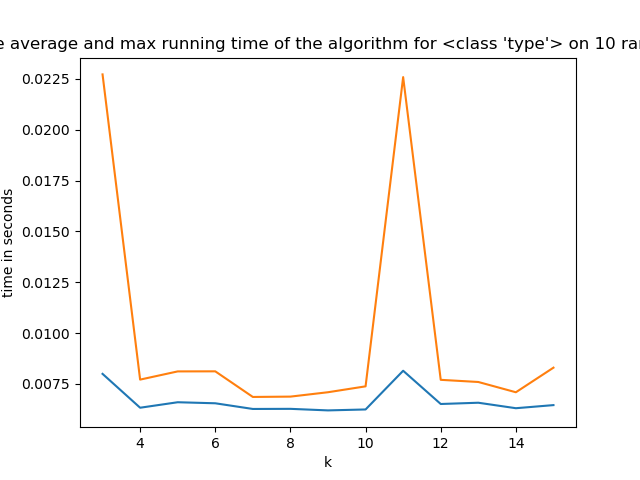 e average and max running time of the algorithm for <class 'type'> on 10 ra
0.0225
0.0200
0.0175
0.0150
0.0125
0.0100
0.0075
time in seconds
4 6 8 10 12 14
k